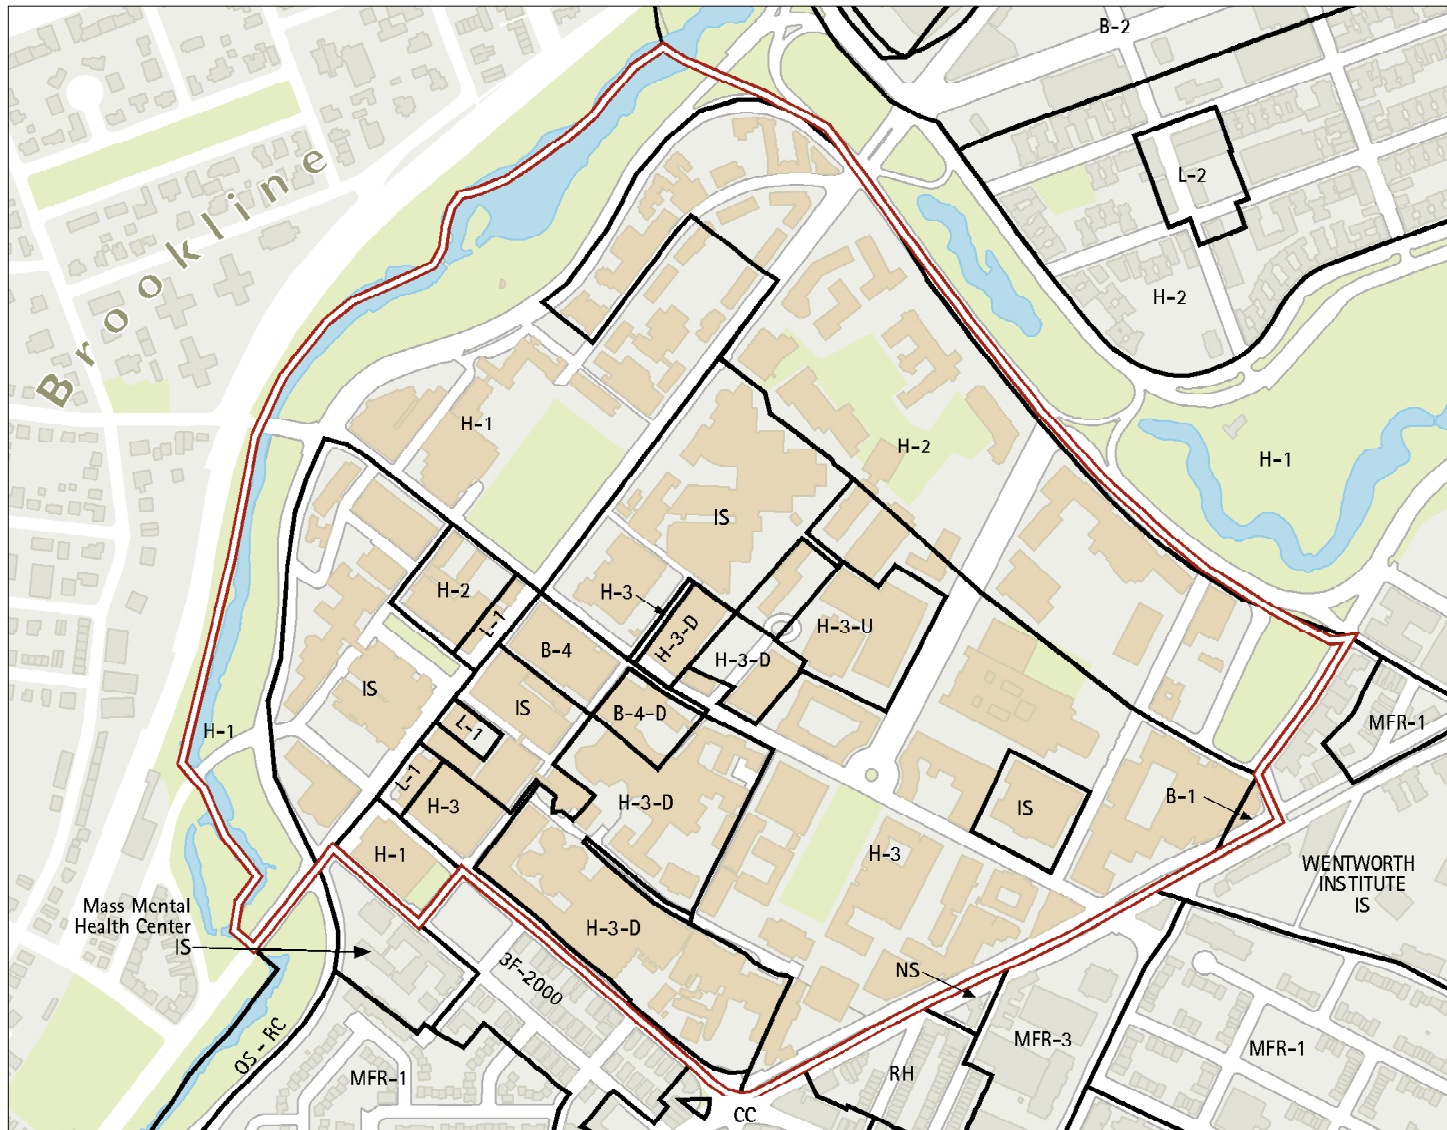 B-2
L-2
Brookline
H-2
H-1
H-1
H-2
IS
H-2
L-1
H-3
H-3-D
H-3-U
B-4
H-3-D
IS
IS
B-4-D
H-1
L-1
MFR-1
L-1
H-3
H-3-D
IS
B-1
H-1
H-3
WENTWORTH
INSTITUTE
IS
Mass Mental
Health Center
IS
H-3-D
3F-2000
NS
OS - RC
MFR-1
RH
MFR-3
MFR-1
CC